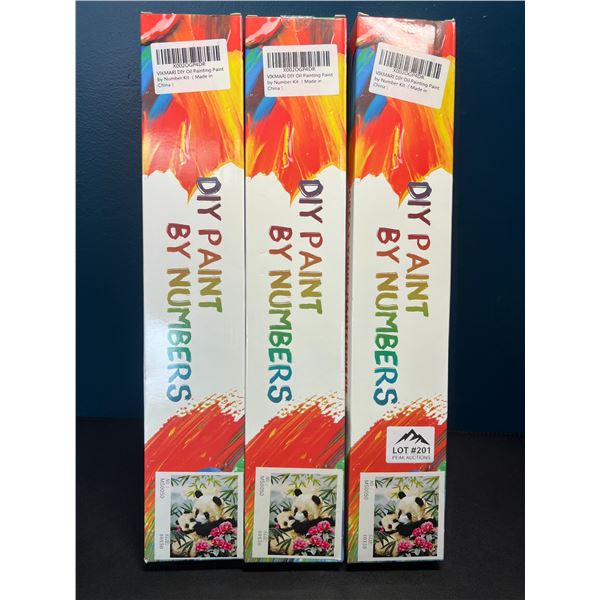 X002OGP4DR
VIKMARI DIY Oil Painting Paint
by Number Kit （ Made in
China ）
DIY PAINT
BY NUMBERS
X002OGP4DR
VIKMARI DIY Oil Painting Paint
by Number Kit （ Made in
China ）
DIY PAINT
BY NUMBERS
X002OGP4DR
VIKMARI DIY Oil Painting Paint
by Number Kit （ Made in
China ）
DIY PAINT
BY NUMBERS
LOT #201
PEAK AUCTIONS